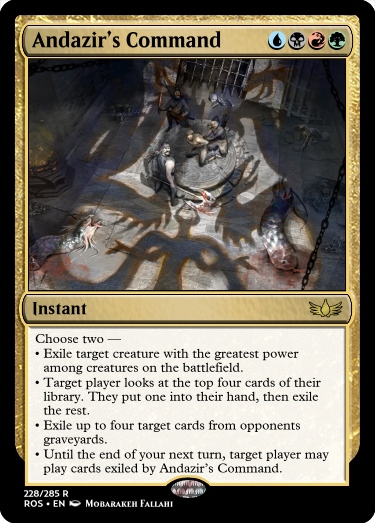 Andazir's Command
Instant
Choose two —
• Exile target creature with the greatest power
among creatures on the battlefield.
• Target player looks at the top four cards of their
library. They put one into their hand, then exile
the rest.
• Exile up to four target cards from opponents
graveyards.
• Until the end of your next turn, target player may
play cards exiled by Andazir's Command.
228/285 R
ROS • EN Mobarakeh Fallahi